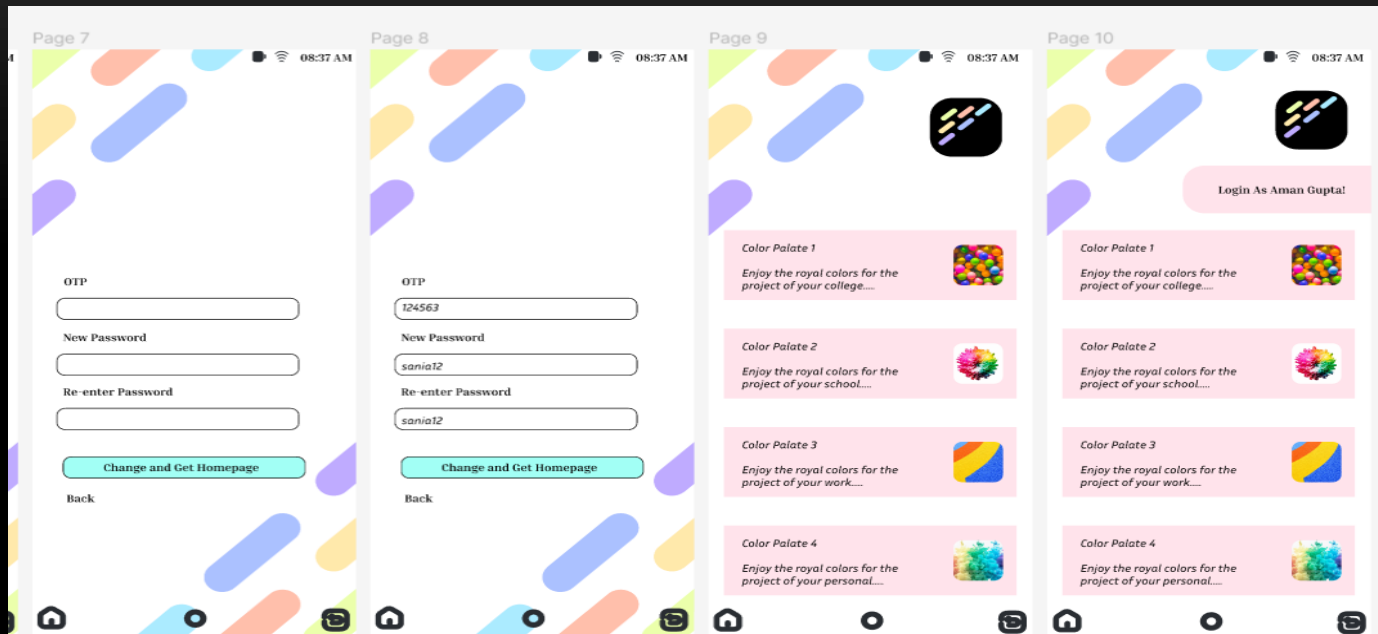 Page 7
08:37 AM
OTP
New Password
Re-enter Password
Change and Get Homepage
Back
Page 8
08:37 AM
OTP
124563
New Password
sania12
Re-enter Password
sania12
Change and Get Homepage
Back
Page 9
08:37 AM
Color Palate 1
Enjoy the royal colors for the
project of your college.....
Color Palate 2
Enjoy the royal colors for the
project of your school.....
Color Palate 3
Enjoy the royal colors for the
project of your work.....
Color Palate 4
Enjoy the royal colors for the
project of your personal.....
Page 10
08:37 AM
Login As Aman Gupta!
Color Palate 1
Enjoy the royal colors for the
project of your college.....
Color Palate 2
Enjoy the royal colors for the
project of your school.....
Color Palate 3
Enjoy the royal colors for the
project of your work.....
Color Palate 4
Enjoy the royal colors for the
project of your personal.....